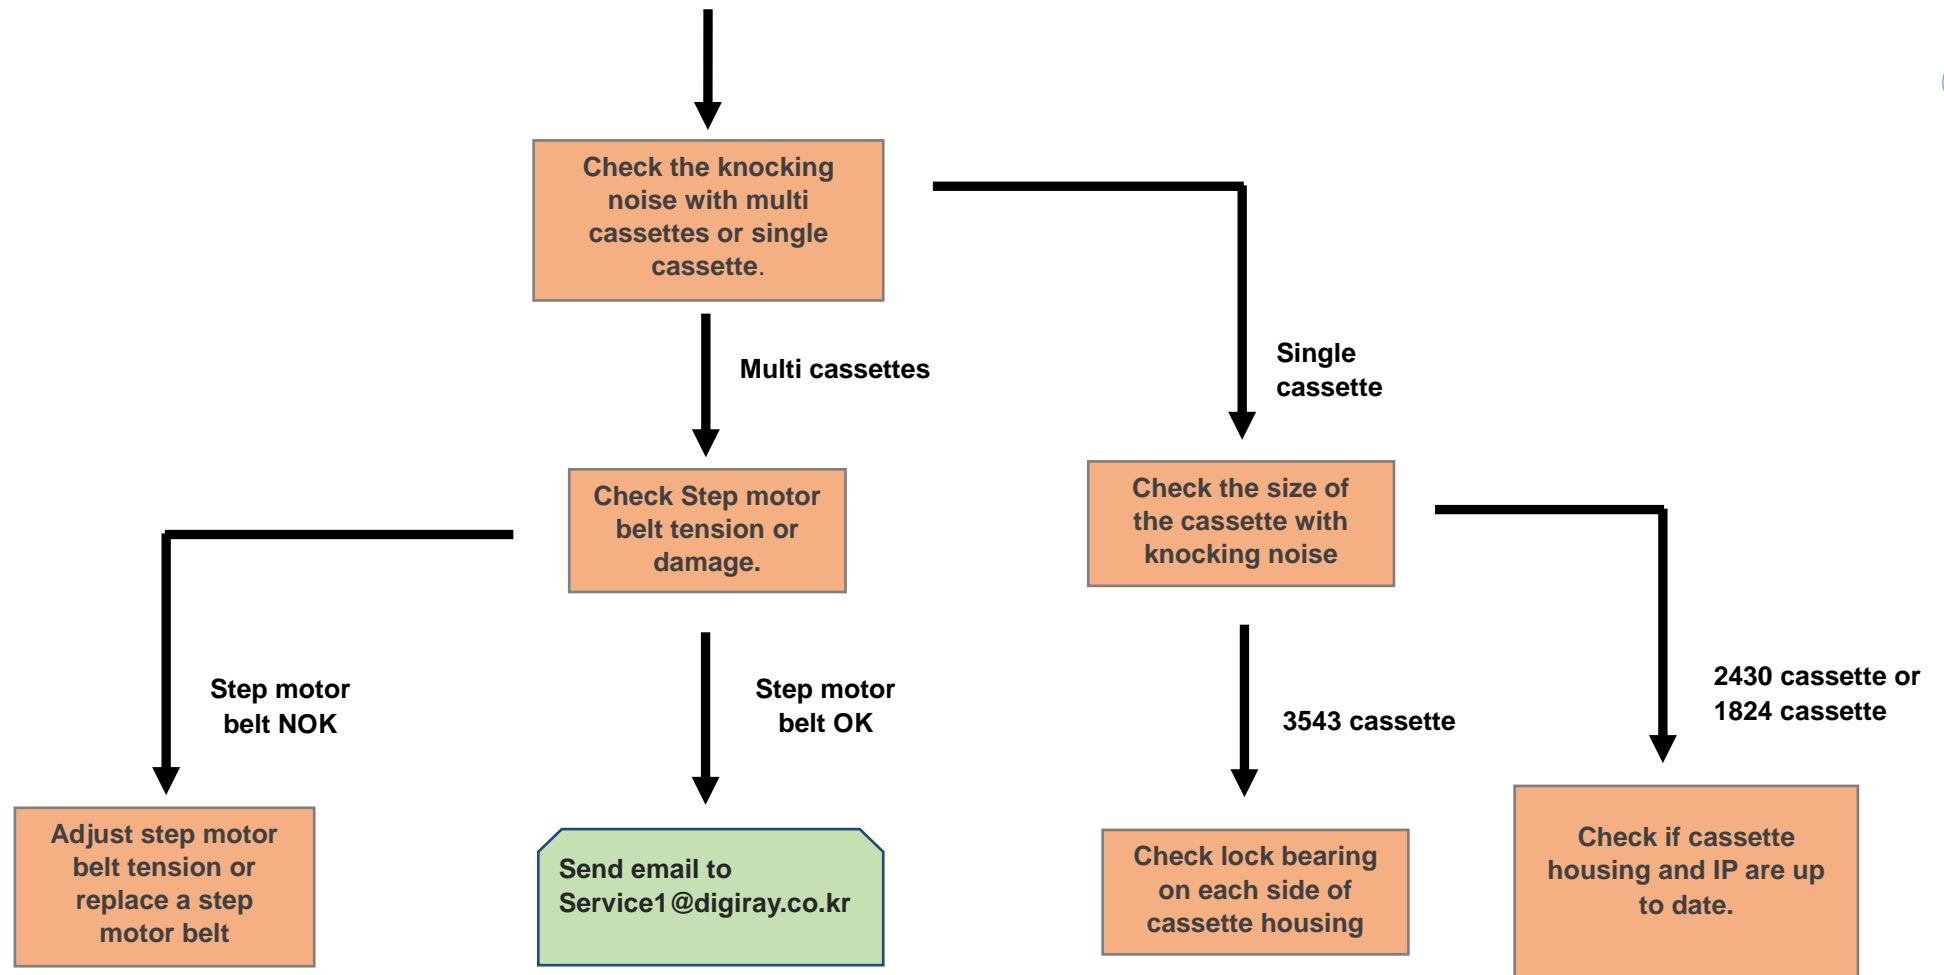 Check the knocking
noise with multi
cassettes or single
cassette.
Multi cassettes
Single
cassette
Check Step motor
belt tension or
damage.
Check the size of
the cassette with
knocking noise
Step motor
belt NOK
Step motor
belt OK
3543 cassette
2430 cassette or
1824 cassette
Adjust step motor
belt tension or
replace a step
motor belt
Send email to
Service1@digiray.co.kr
Check lock bearing
on each side of
cassette housing
Check if cassette
housing and IP are up
to date.